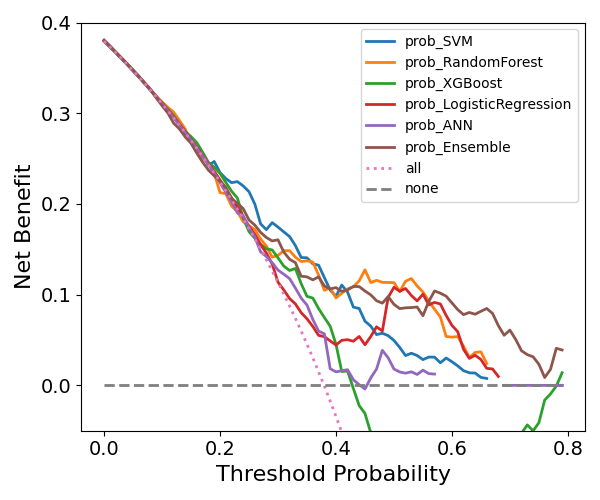 0.4
0.3
0.2
0.1
0.0
Net Benefit
prob_SVM
prob_RandomForest
prob_XGBoost
prob_LogisticRegression
prob_ANN
prob_Ensemble
all
none
0.0 0.2 0.4 0.6 0.8
Threshold Probability